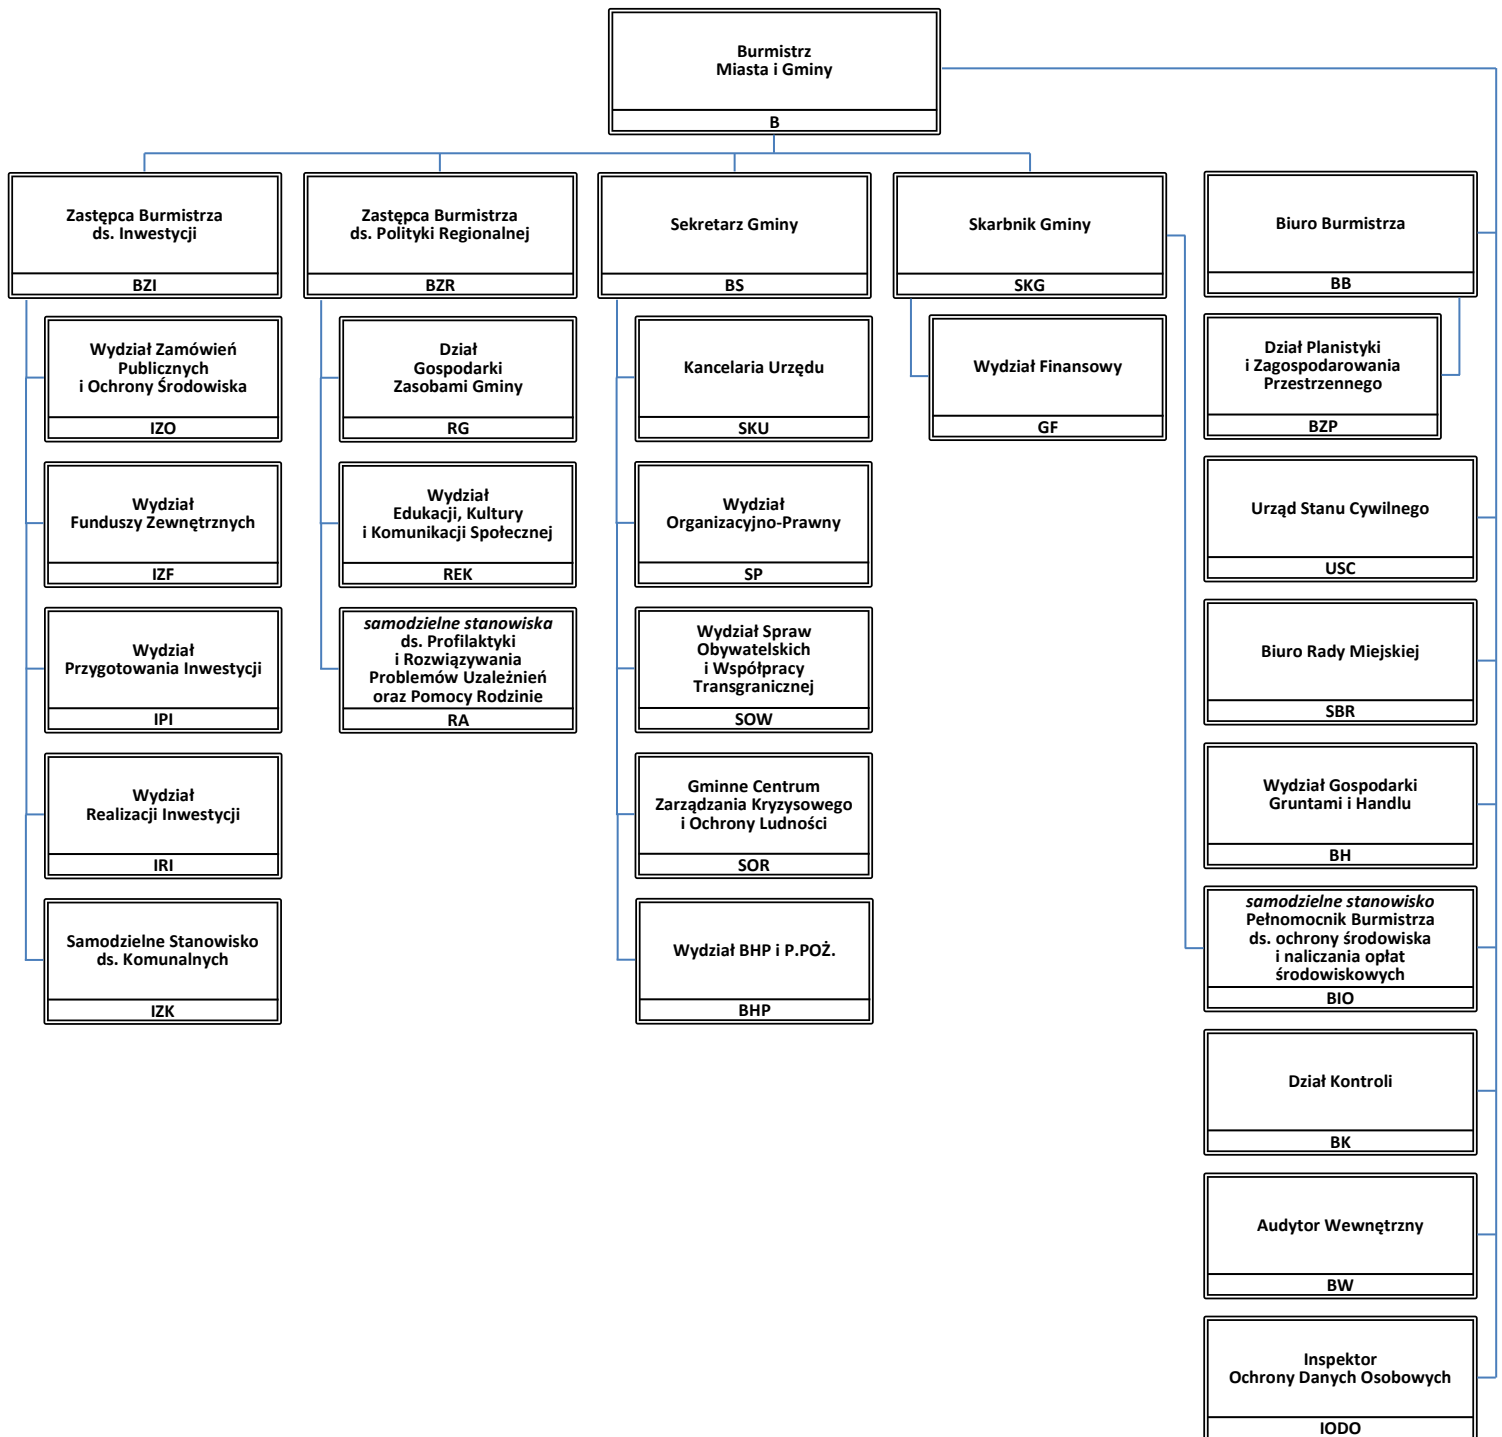 Burmistrz
Miasta i Gminy
B
Zastępca Burmistrza
ds. Inwestycji
BZI
Zastępca Burmistrza
ds. Polityki Regionalnej
BZR
Sekretarz Gminy
BS
Skarbnik Gminy
SKG
Biuro Burmistrza
BB
Wydział Zamówień
Publicznych
i Ochrony Środowiska
IZO
Dział
Gospodarki
Zasobami Gminy
RG
Kancelaria Urzędu
SKU
Wydział Finansowy
GF
Dział Planistyki
i Zagospodarowania
Przestrzennego
BZP
Wydział
Funduszy Zewnętrznych
IZF
Wydział
Edukacji, Kultury
i Komunikacji Społecznej
REK
Wydział
Organizacyjno-Prawny
SP
Urząd Stanu Cywilnego
USC
Wydział
Przygotowania Inwestycji
IPI
samodzielne stanowiska
ds. Profilaktyki
i Rozwiązywania
Problemów Uzależnień
oraz Pomocy Rodzinie
RA
Wydział Spraw
Obywatelskich
i Współpracy
Transgranicznej
SOW
Biuro Rady Miejskiej
SBR
Wydział
Realizacji Inwestycji
IRI
Gminne Centrum
Zarządzania Kryzysowego
i Ochrony Ludności
SOR
Wydział Gospodarki
Gruntami i Handlu
BH
Samodzielne Stanowisko
ds. Komunalnych
IZK
Wydział BHP i P.POŻ.
BHP
samodzielne stanowisko
Pełnomocnik Burmistrza
ds. ochrony środowiska
i naliczania opłat
środowiskowych
BIO
Dział Kontroli
BK
Audytor Wewnętrzny
BW
Inspektor
Ochrony Danych Osobowych
IODO